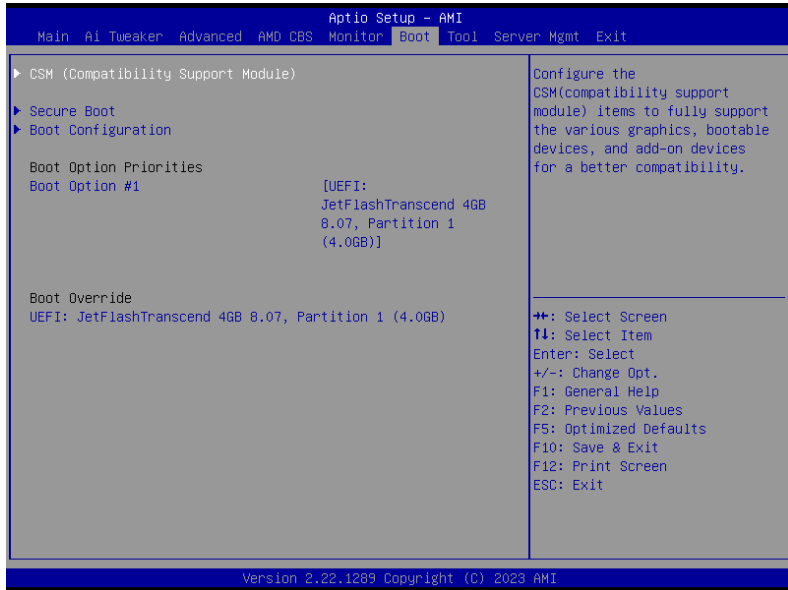 Aptio Setup - AMI
Main Ai Tweaker Advanced AMD CBS Monitor Boot Tool Server Mgmt Exit
CSM (Compatibility Support Module)
Secure Boot
Boot Configuration
Boot Option Priorities
Boot Option #1 [UEFI:
JetFlashTranscend 4GB
8.07, Partition 1
(4.0GB)]
Boot Override
UEFI: JetFlashTranscend 4GB 8.07, Partition 1 (4.0GB)
Configure the
CSM(compatibility support
module) items to fully support
the various graphics, bootable
devices, and add-on devices
for a better compatibility.
→←: Select Screen
↑↓: Select Item
Enter: Select
+/-: Change Opt.
F1: General Help
F2: Previous Values
F5: Optimized Defaults
F10: Save & Exit
F12: Print Screen
ESC: Exit
Version 2.22.1289 Copyright (C) 2023 AMI